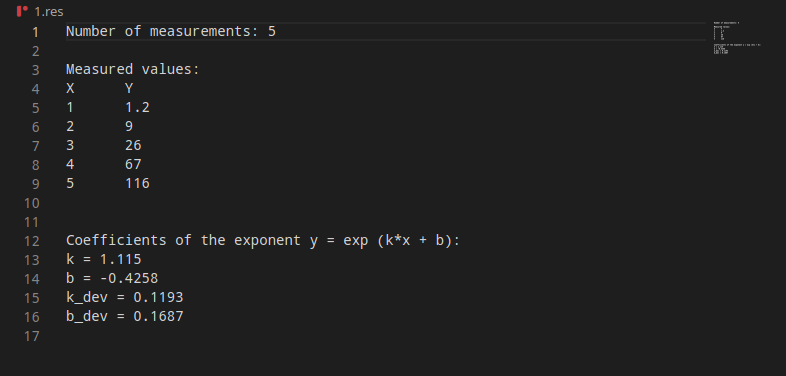 1.res
1 Number of measurements: 5
2
3 Measured values:
4 X Y
5 1 1.2
6 2 9
7 3 26
8 4 67
9 5 116
10
11
12 Coefficients of the exponent y = exp (k*x + b):
13 k = 1.115
14 b = -0.4258
15 k_dev = 0.1193
16 b_dev = 0.1687
17